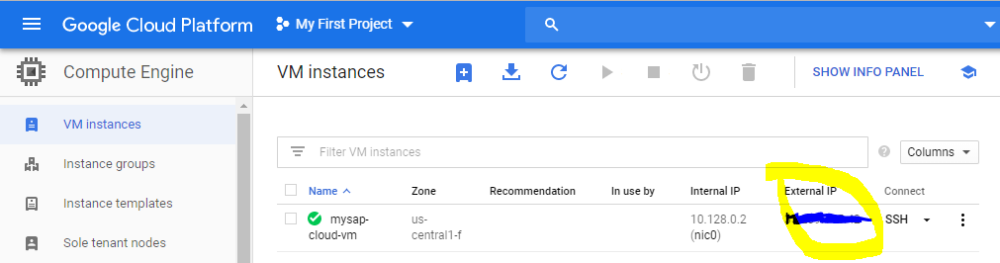 Google Cloud Platform
My First Project
Compute Engine
VM instances
SHOW INFO PANEL
VM instances
Instance groups
Instance templates
Sole tenant nodes
Filter VM instances
Columns
Name
Zone
Recommendation
In use by
Internal IP
External IP
Connect
mysap-
cloud-vm
us-
central1-f
10.128.0.2
(nic0)
SSH